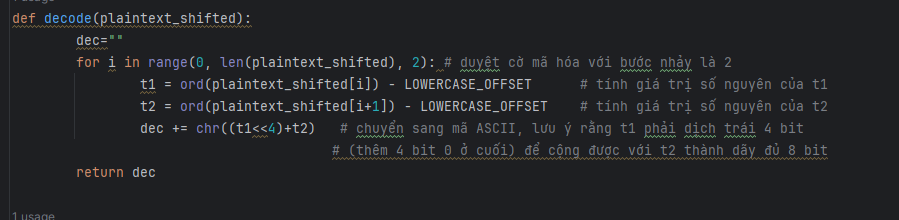 def decode(plaintext_shifted):
dec=""
for i in range(0, len(plaintext_shifted), 2): # duyệt cờ mã hóa với bước nhảy là 2
t1 = ord(plaintext_shifted[i]) - LOWERCASE_OFFSET # tính giá trị số nguyên của t1
t2 = ord(plaintext_shifted[i+1]) - LOWERCASE_OFFSET # tính giá trị số nguyên của t2
dec += chr((t1<<4)+t2) # chuyển sang mã ASCII, lưu ý rằng t1 phải dịch trái 4 bit
# (thêm 4 bit 0 ở cuối) để cộng được với t2 thành dãy đủ 8 bit
return dec
1 usage